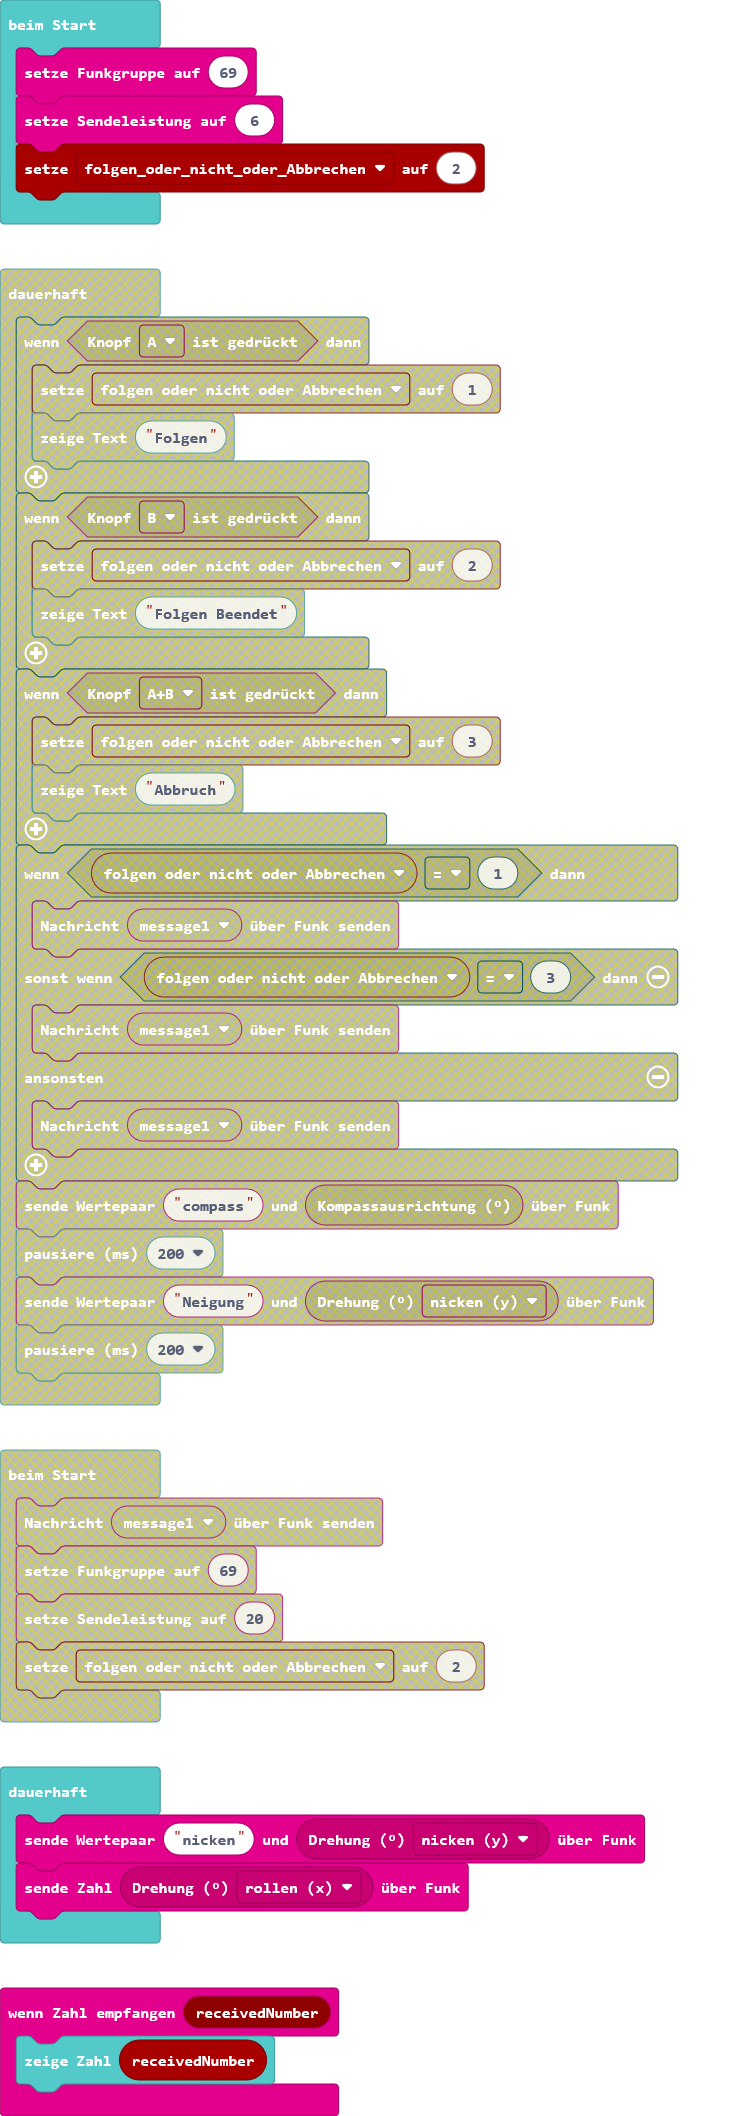 beim Start
setze Funkgruppe auf 69
setze Sendeleistung auf 6
setze folgen_oder_nicht_oder_Abbrechen auf 2
dauerhaft
wenn Knopf A ist gedrückt dann
setze folgen oder nicht oder Abbrechen auf 1
zeige Text "Folgen"
wenn Knopf B ist gedrückt dann
setze folgen oder nicht oder Abbrechen auf 2
zeige Text "Folgen Beendet"
wenn Knopf A+B ist gedrückt dann
setze folgen oder nicht oder Abbrechen auf 3
zeige Text "Abbruch"
wenn folgen oder nicht oder Abbrechen = 1 dann
Nachricht message1 über Funk senden
sonst wenn folgen oder nicht oder Abbrechen = 3 dann
Nachricht message1 über Funk senden
ansonsten
Nachricht message1 über Funk senden
sende Wertepaar "compass" und Kompassausrichtung (º) über Funk
pausiere (ms) 200
sende Wertepaar "Neigung" und Drehung (º) nicken (y) über Funk
pausiere (ms) 200
beim Start
Nachricht message1 über Funk senden
setze Funkgruppe auf 69
setze Sendeleistung auf 20
setze folgen oder nicht oder Abbrechen auf 2
dauerhaft
sende Wertepaar "nicken" und Drehung (º) nicken (y) über Funk
sende Zahl Drehung (º) rollen (x) über Funk
wenn Zahl empfangen receivedNumber
zeige Zahl receivedNumber